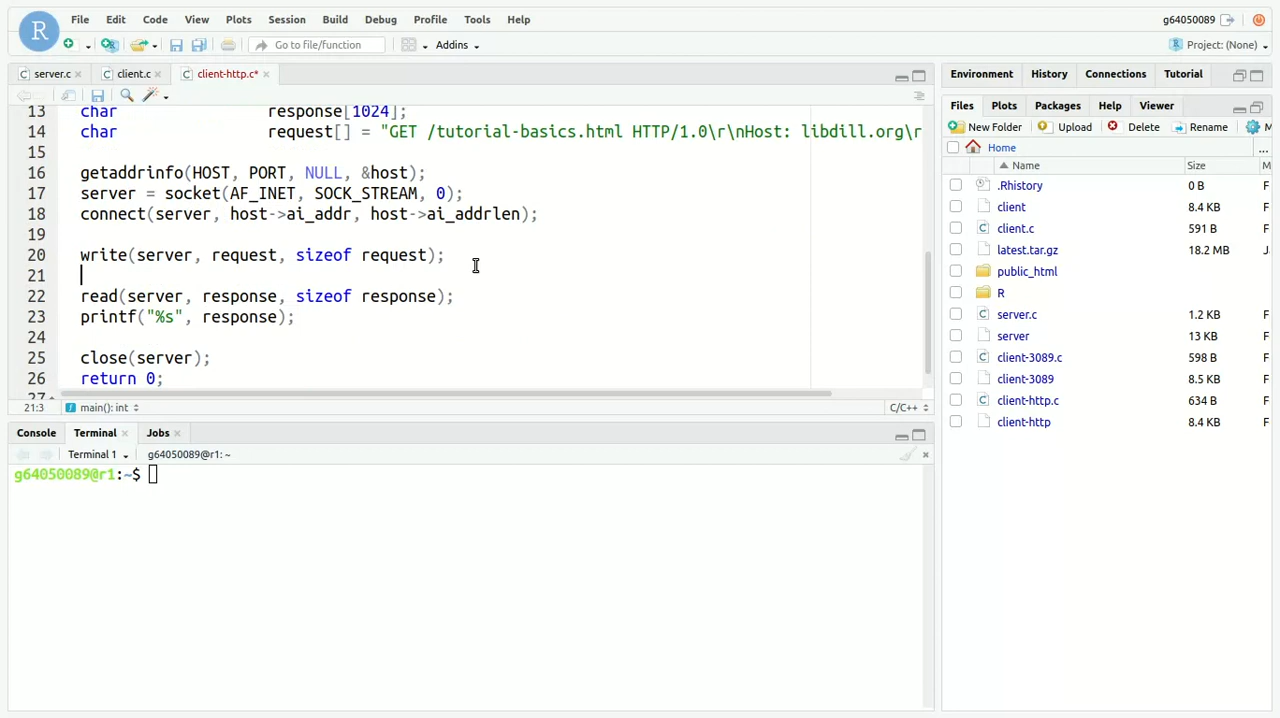 File Edit Code View Plots Session Build Debug Profile Tools Help g64050089
R Go to file/function Addins Project: (None)
server.c client.c client-http.c*
13 char response[1024];
14 char request[] = "GET /tutorial-basics.html HTTP/1.0\r\nHost: libdill.org\r
15
16 getaddrinfo(HOST, PORT, NULL, &host);
17 server = socket(AF_INET, SOCK_STREAM, 0);
18 connect(server, host->ai_addr, host->ai_addrlen);
19
20 write(server, request, sizeof request);
21
22 read(server, response, sizeof response);
23 printf("%s", response);
24
25 close(server);
26 return 0;
27
21:3 main(): int C/C++
Console Terminal Jobs
Terminal 1 g64050089@r1: ~
g64050089@r1:~$
Environment History Connections Tutorial
Files Plots Packages Help Viewer
New Folder Upload Delete Rename M
Home ...
Name Size M
.Rhistory 0 B F
client 8.4 KB F
client.c 591 B F
latest.tar.gz 18.2 MB J
public_html F
R F
server.c 1.2 KB F
server 13 KB F
client-3089.c 598 B F
client-3089 8.5 KB F
client-http.c 634 B F
client-http 8.4 KB F